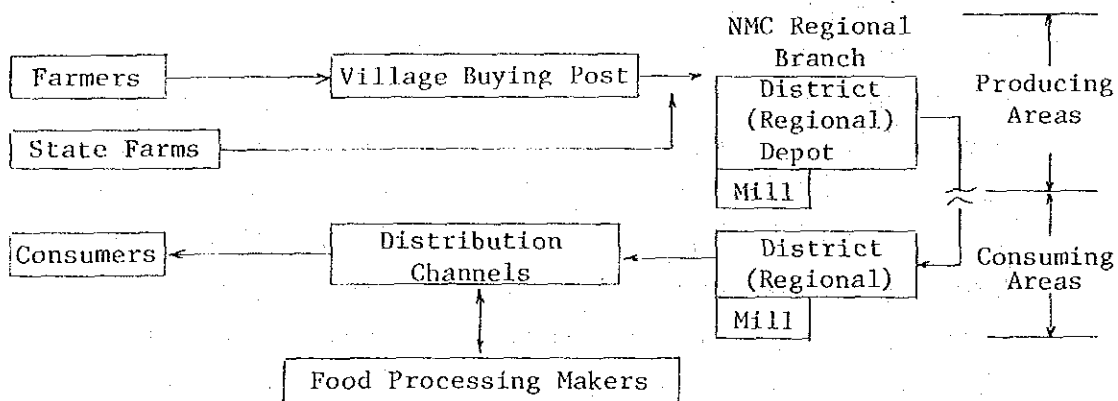 NMC Regional
Branch
Farmers
Village Buying Post
District
(Regional)
Depot
Producing
Areas
State Farms
Mill
Consumers
Distribution
Channels
District
(Regional)
Consuming
Areas
Mill
Food Processing Makers